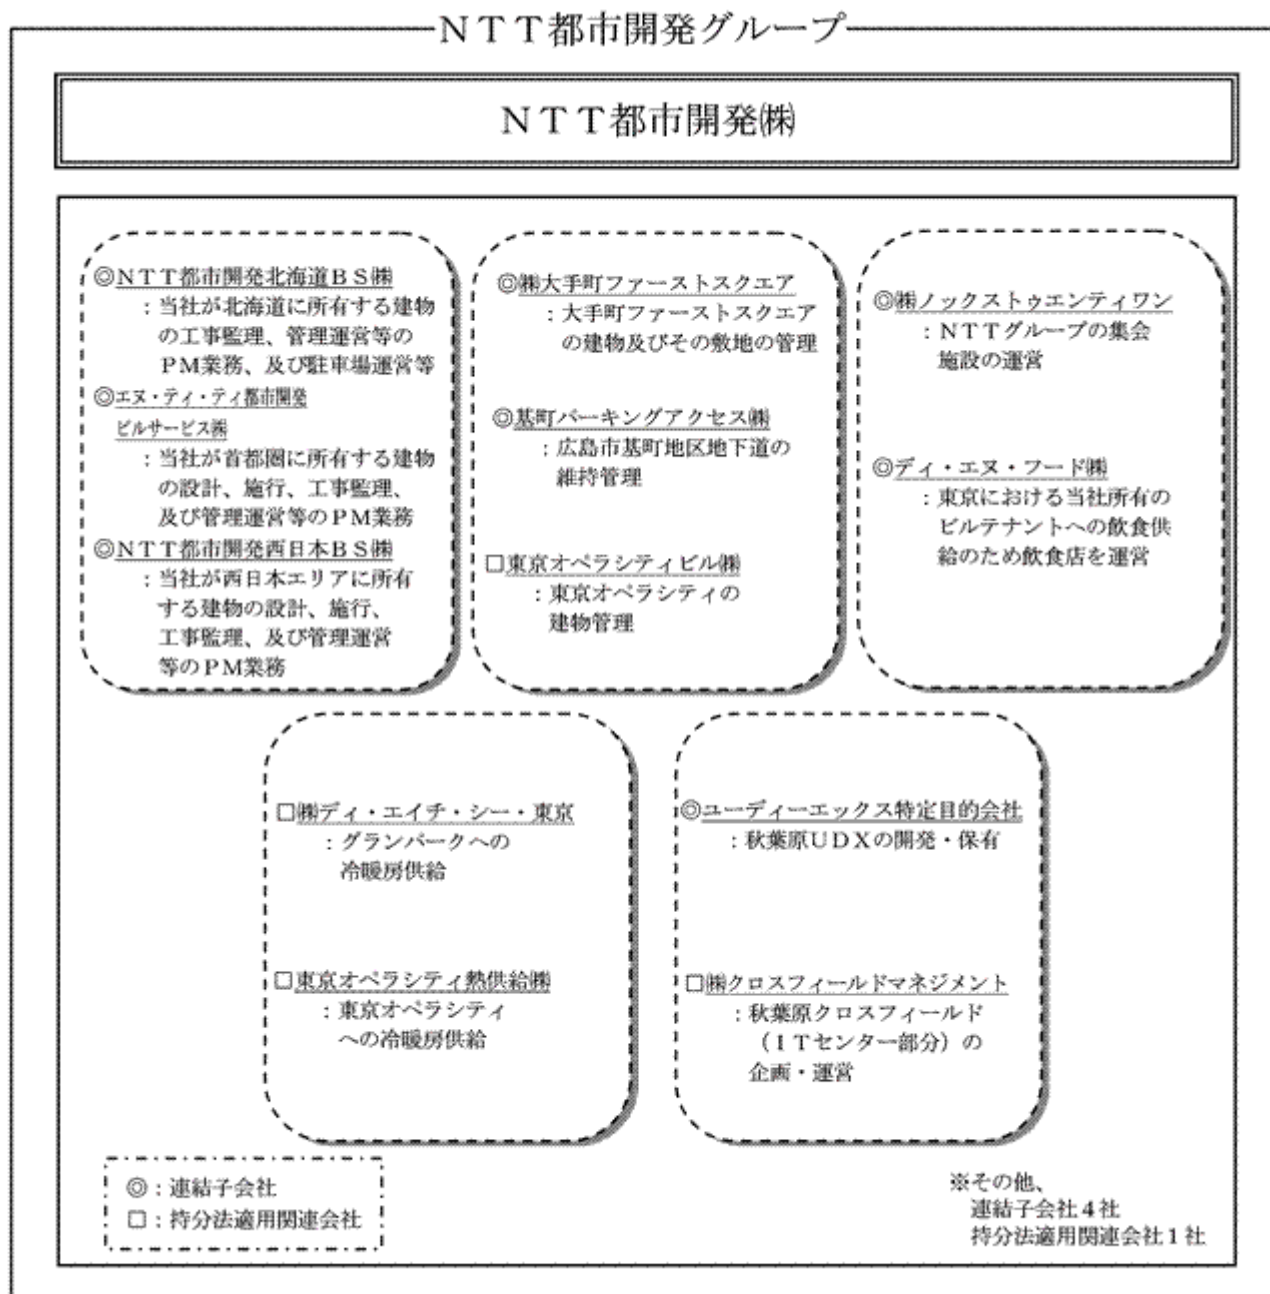 NTT都市開発グループ
NTT都市開発㈱
◎NTT都市開発北海道BS㈱
：当社が北海道に所有する建物
の工事監理、管理運営等の
PM業務、及び駐車場運営等
◎エヌ・ティ・ティ都市開発
ビルサービス㈱
：当社が首都圏に所有する建物
の設計、施行、工事監理、
及び管理運営等のPM業務
◎NTT都市開発西日本BS㈱
：当社が西日本エリアに所有
する建物の設計、施行、
工事監理、及び管理運営
等のPM業務
◎㈱大手町ファーストスクエア
：大手町ファーストスクエア
の建物及びその敷地の管理
◎基町パーキングアクセス㈱
：広島市基町地区地下道の
維持管理
□東京オペラシティビル㈱
：東京オペラシティの
建物管理
◎㈱ノックストゥエンティワン
：NTTグループの集会
施設の運営
◎ディ・エヌ・フード㈱
：東京における当社所有の
ビルテナントへの飲食供
給のため飲食店を運営
□㈱ディ・エイチ・シー・東京
：グランパークへの
冷暖房供給
□東京オペラシティ熱供給㈱
：東京オペラシティ
への冷暖房供給
◎ユーディーエックス特定目的会社
：秋葉原UDXの開発・保有
□㈱クロスフィールドマネジメント
：秋葉原クロスフィールド
（ITセンター部分）の
企画・運営
◎：連結子会社
□：持分法適用関連会社
※その他、
連結子会社4社
持分法適用関連会社1社